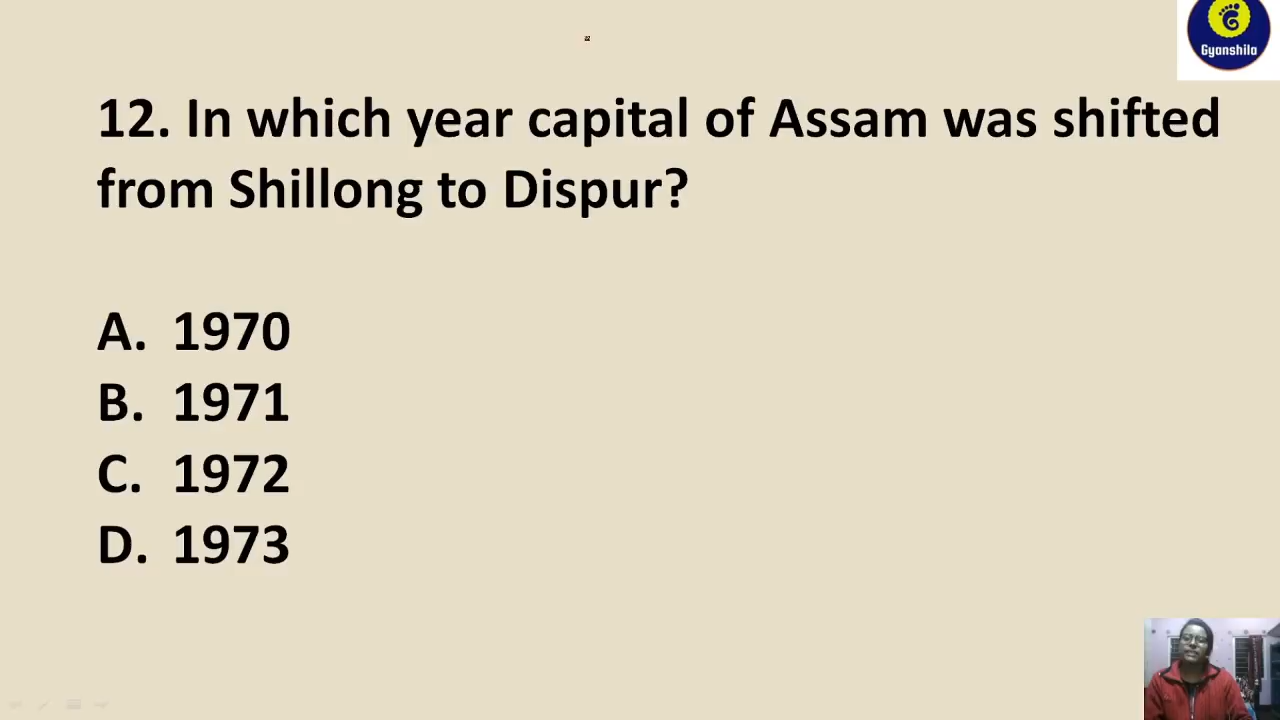 Gyanshila
12. In which year capital of Assam was shifted
from Shillong to Dispur?
A. 1970
B. 1971
C. 1972
D. 1973